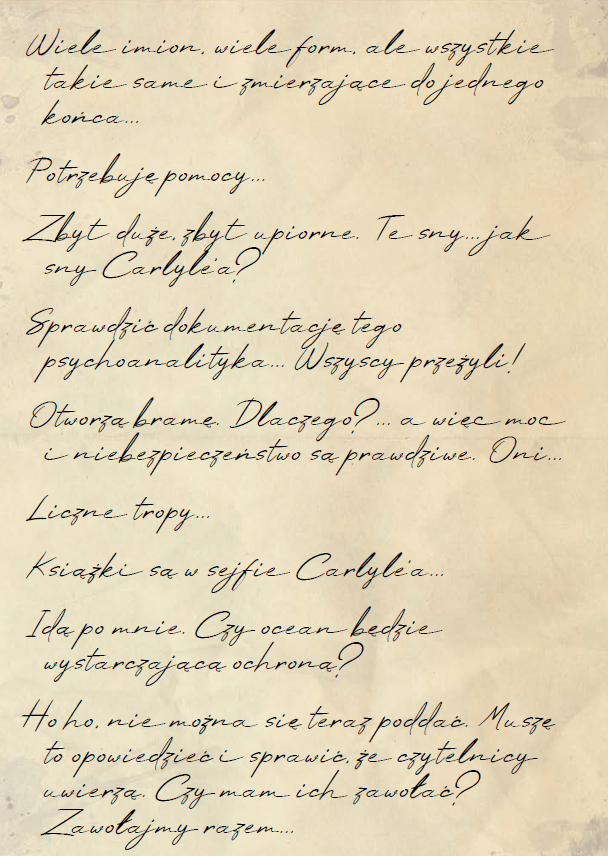 Wiele imion, wiele form, ale wszystkie
takie same i zmierzające do jednego
końca...
Potrzebuję pomocy...
Zbyt duże, zbyt upiorne. Te sny... jak
sny Carlyle'a?
Sprawdzić dokumentację tego
psychoanalityka... Wszyscy przeżyli!
Otworzą bramę. Dlaczego? ... a więc moc
i niebezpieczeństwo są prawdziwe. Oni...
Liczne tropy...
Książki są w sejfie Carlyle'a...
Idą po mnie. Czy ocean będzie
wystarczającą ochroną?
Ho ho, nie można się teraz poddać. Muszę
to opowiedzieć i sprawić, że czytelnicy
uwierzą. Czy mam ich zawołać?
Zawołajmy razem...